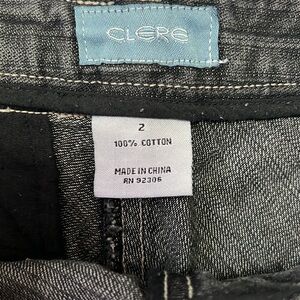 CLERE
2
100% COTTON
MADE IN CHINA
RN 92306